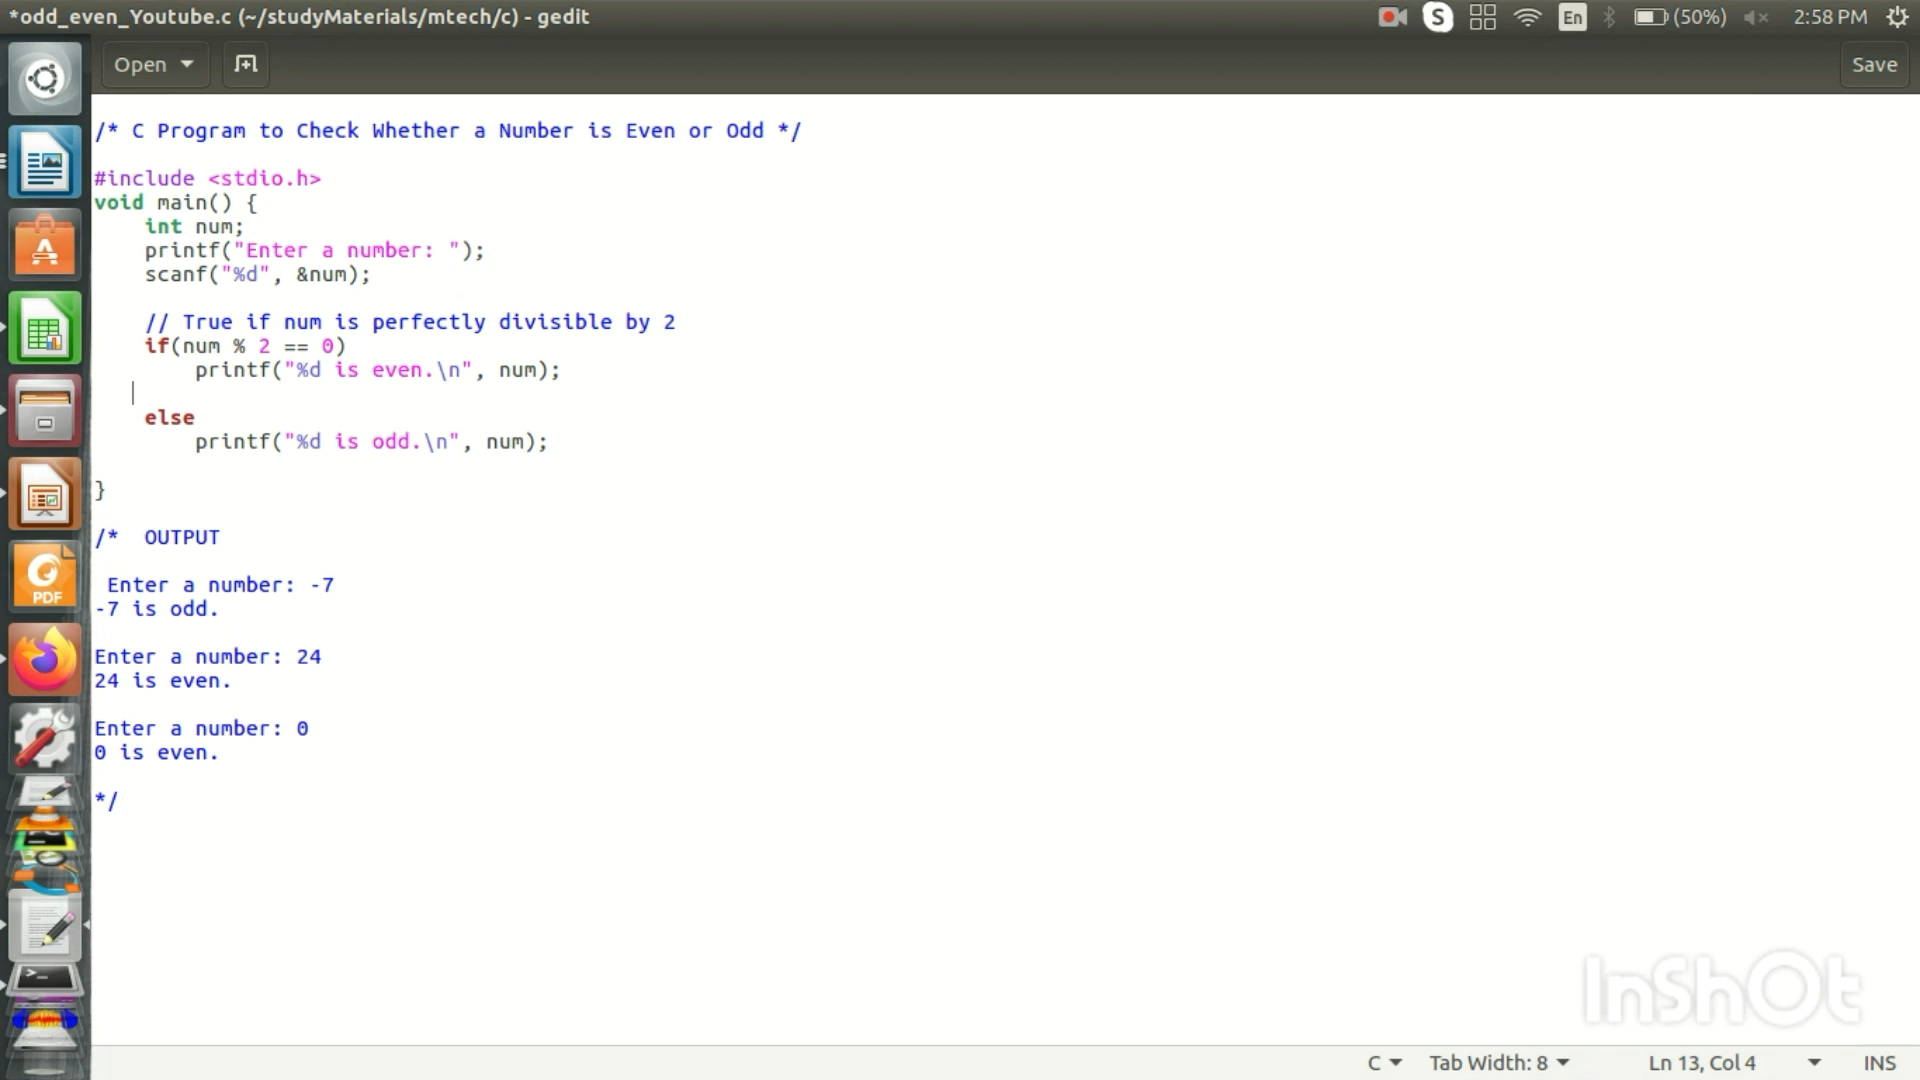 *odd_even_Youtube.c (~/studyMaterials/mtech/c) - gedit
En (50%) 2:58 PM
Open Save
/* C Program to Check Whether a Number is Even or Odd */
#include <stdio.h>
void main() {
    int num;
    printf("Enter a number: ");
    scanf("%d", &num);
    // True if num is perfectly divisible by 2
    if(num % 2 == 0)
        printf("%d is even.\n", num);
    else
        printf("%d is odd.\n", num);
}
/*  OUTPUT
 Enter a number: -7
-7 is odd.
Enter a number: 24
24 is even.
Enter a number: 0
0 is even.
*/
PDF
InShOt
C Tab Width: 8 Ln 13, Col 4 INS